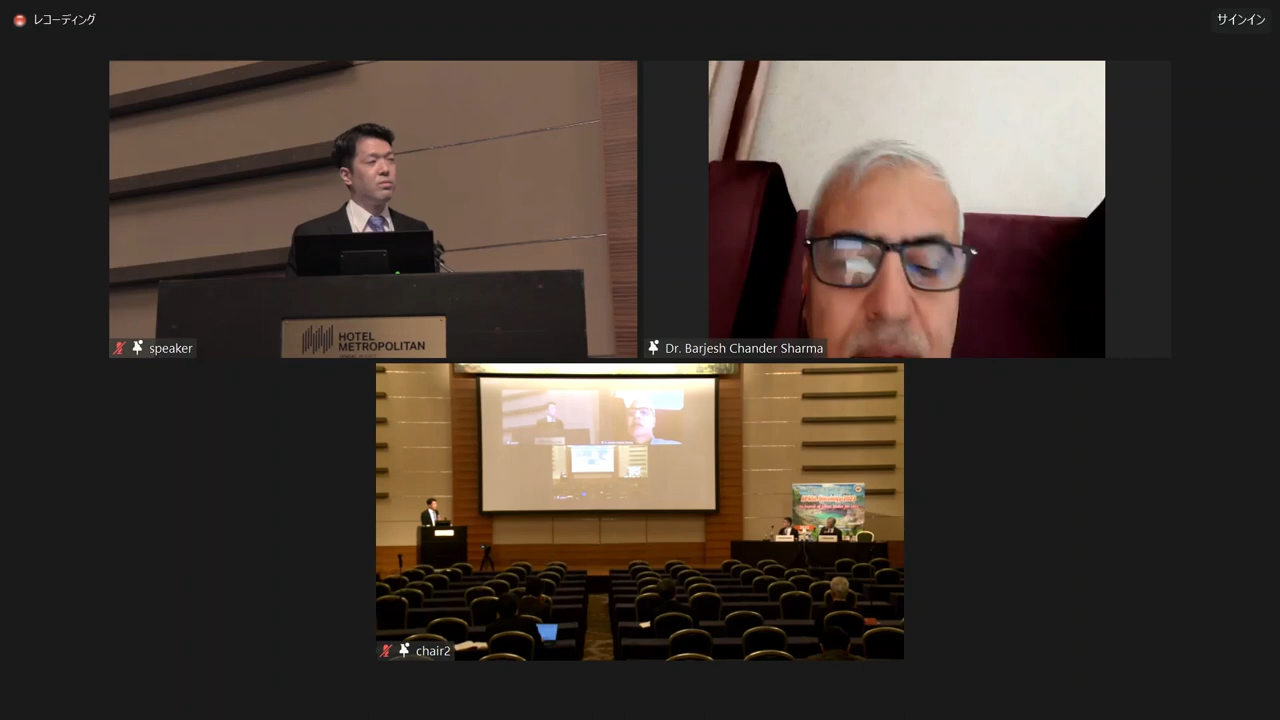 レコーディング
サインイン
HOTEL
METROPOLITAN
speaker
Dr. Barjesh Chander Sharma
chair2